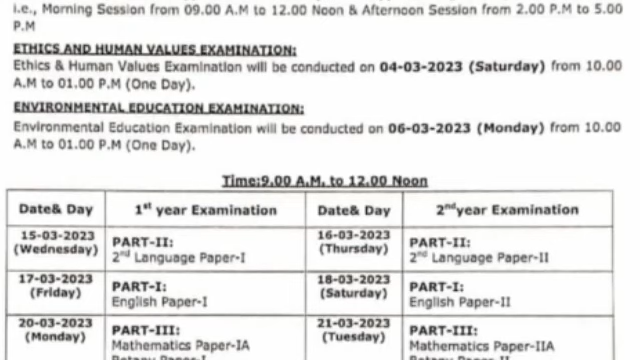 i.e., Morning Session from 09.00 A.M to 12.00 Noon & Afternoon Session from 2.00 P.M to 5.00
P.M
ETHICS AND HUMAN VALUES EXAMINATION:
Ethics & Human Values Examination will be conducted on 04-03-2023 (Saturday) from 10.00
A.M to 01.00 P.M (One Day).
ENVIRONMENTAL EDUCATION EXAMINATION:
Environmental Education Examination will be conducted on 06-03-2023 (Monday) from 10.00
A.M to 01.00 P.M (One Day).
Time:9.00 A.M. to 12.00 Noon
Date& Day 1st year Examination Date& Day 2ndyear Examination
15-03-2023 PART-II: 16-03-2023 PART-II:
(Wednesday) 2nd Language Paper-I (Thursday) 2nd Language Paper-II
17-03-2023 PART-I: 18-03-2023 PART-I:
(Friday) English Paper-I (Saturday) English Paper-II
20-03-2023 PART-III: 21-03-2023 PART-III:
(Monday) Mathematics Paper-IA (Tuesday) Mathematics Paper-IIA
Botany Paper-I Botany Paper-II